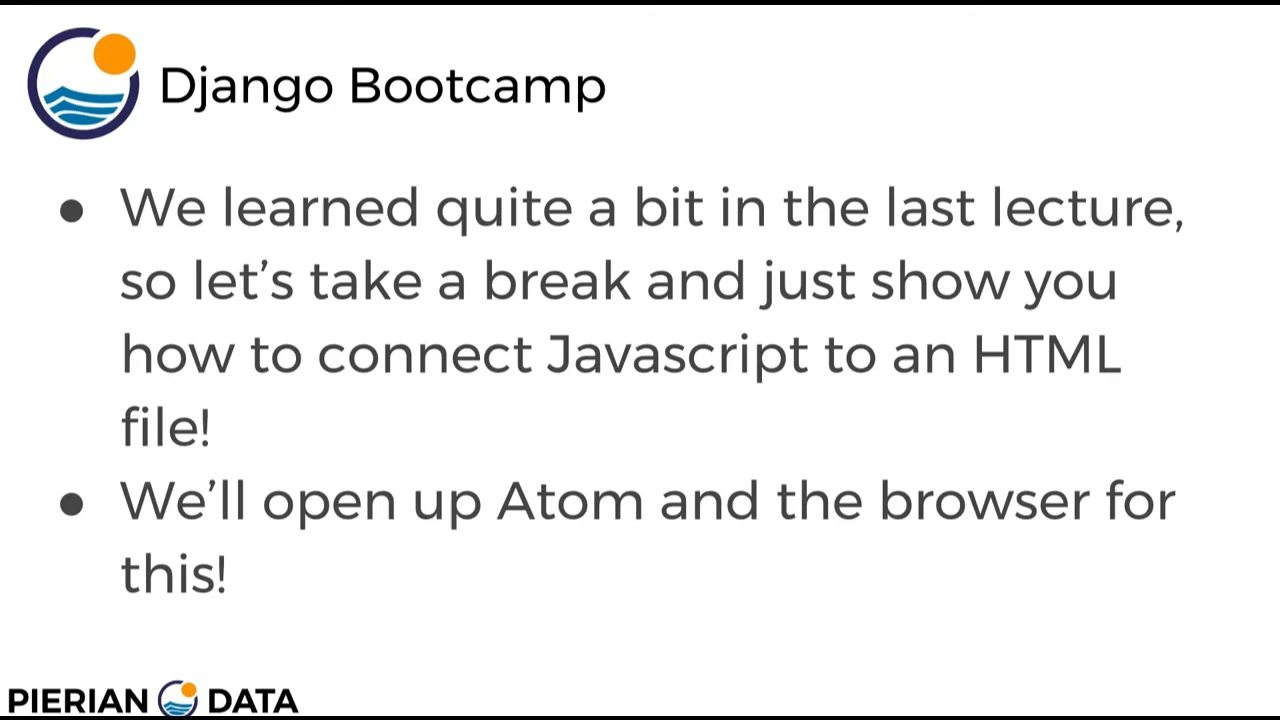 Django Bootcamp
● We learned quite a bit in the last lecture,
so let’s take a break and just show you
how to connect Javascript to an HTML
file!
● We’ll open up Atom and the browser for
this!
PIERIAN DATA